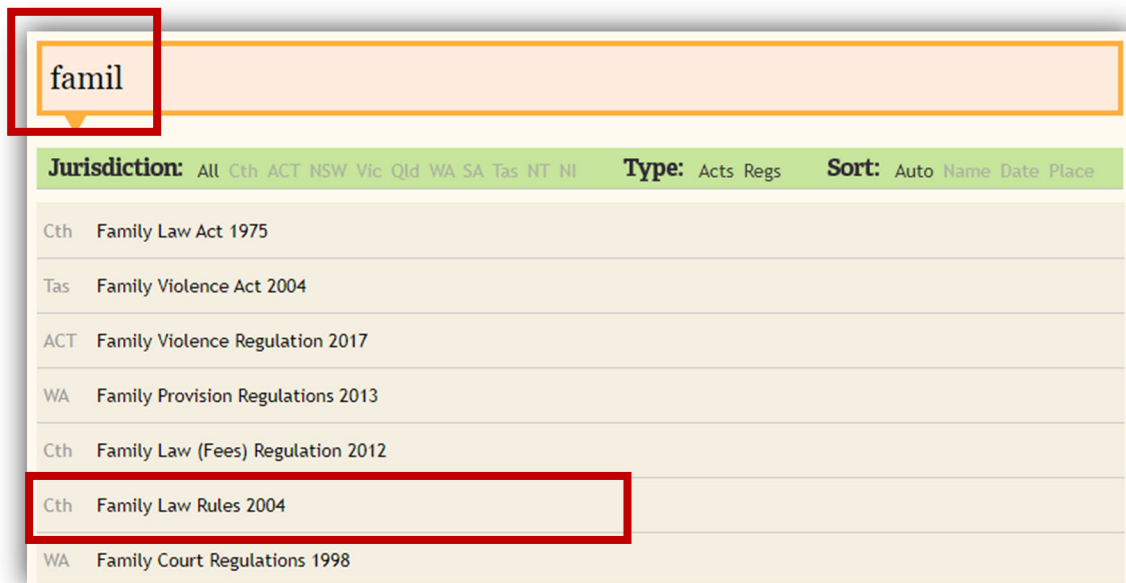 famil
Jurisdiction: All Cth ACT NSW Vic Qld WA SA Tas NT NI Type: Acts Regs Sort: Auto Name Date Place
Cth Family Law Act 1975
Tas Family Violence Act 2004
ACT Family Violence Regulation 2017
WA Family Provision Regulations 2013
Cth Family Law (Fees) Regulation 2012
Cth Family Law Rules 2004
WA Family Court Regulations 1998